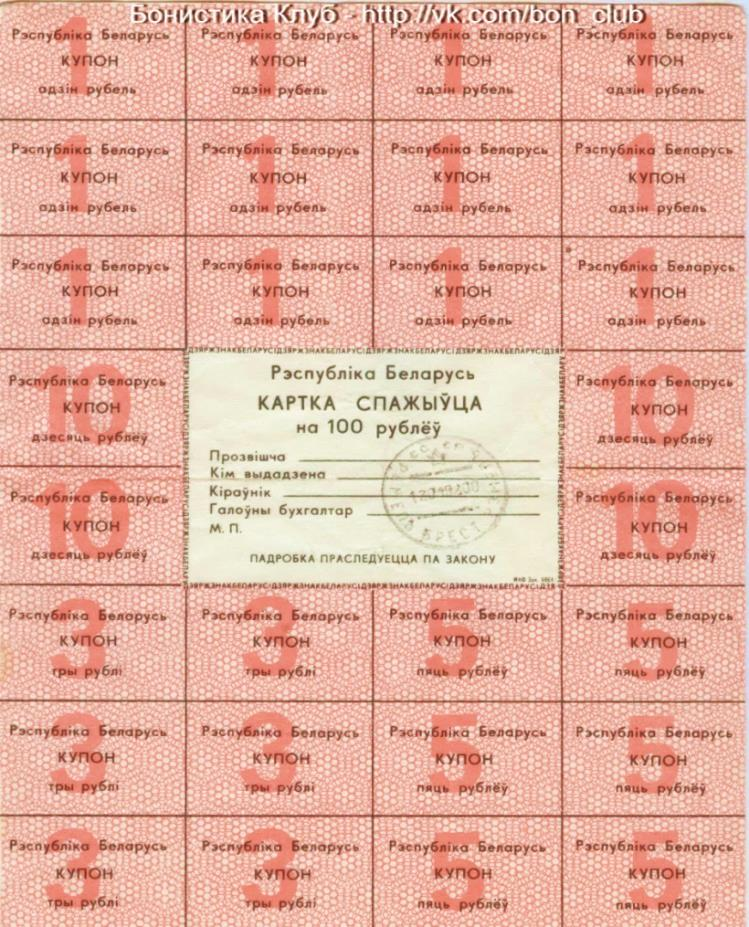 Бонистика Клуб - http://vk.com/bon_club
Рэспубліка Беларусь Рэспубліка Беларусь Рэспубліка Беларусь Рэспубліка Беларусь
1 1 1 1
КУПОН КУПОН КУПОН КУПОН
адзін рубель адзін рубель адзін рубель адзін рубель
Рэспубліка Беларусь Рэспубліка Беларусь Рэспубліка Беларусь Рэспубліка Беларусь
1 1 1 1
КУПОН КУПОН КУПОН КУПОН
адзін рубель адзін рубель адзін рубель адзін рубель
Рэспубліка Беларусь Рэспубліка Беларусь Рэспубліка Беларусь Рэспубліка Беларусь
1 1 1 1
КУПОН КУПОН КУПОН КУПОН
адзін рубель адзін рубель адзін рубель адзін рубель
Рэспубліка Беларусь
10
КУПОН
дзесяць рублёў
Рэспубліка Беларусь
10
КУПОН
дзесяць рублёў
ДЗЯРЖЗНАКБЕЛАРУСІДЗЯРЖЗНАКБЕЛАРУСІДЗЯРЖЗНАКБЕЛАРУСІДЗЯРЖЗНАКБЕЛАРУСІДЗЯ
Рэспубліка Беларусь
КАРТКА СПАЖЫЎЦА
на 100 рублёў
Прозвішча
Кім выдадзена
Кіраўнік
Галоўны бухгалтар
М. П.
БРЕСТ
ПАДРОБКА ПРАСЛЕДУЕЦЦА ПА ЗАКОНУ
ДЗЯРЖЗНАКБЕЛАРУСІДЗЯРЖЗНАКБЕЛАРУСІДЗЯРЖЗНАКБЕЛАРУСІДЗЯРЖЗНАКБЕЛАРУСІДЗЯ
Рэспубліка Беларусь
10
КУПОН
дзесяць рублёў
Рэспубліка Беларусь
10
КУПОН
дзесяць рублёў
Рэспубліка Беларусь Рэспубліка Беларусь Рэспубліка Беларусь Рэспубліка Беларусь
3 3 5 5
КУПОН КУПОН КУПОН КУПОН
тры рублі тры рублі пяць рублёў пяць рублёў
Рэспубліка Беларусь Рэспубліка Беларусь Рэспубліка Беларусь Рэспубліка Беларусь
3 3 5 5
КУПОН КУПОН КУПОН КУПОН
тры рублі тры рублі пяць рублёў пяць рублёў
Рэспубліка Беларусь Рэспубліка Беларусь Рэспубліка Беларусь Рэспубліка Беларусь
3 3 5 5
КУПОН КУПОН КУПОН КУПОН
тры рублі тры рублі пяць рублёў пяць рублёў